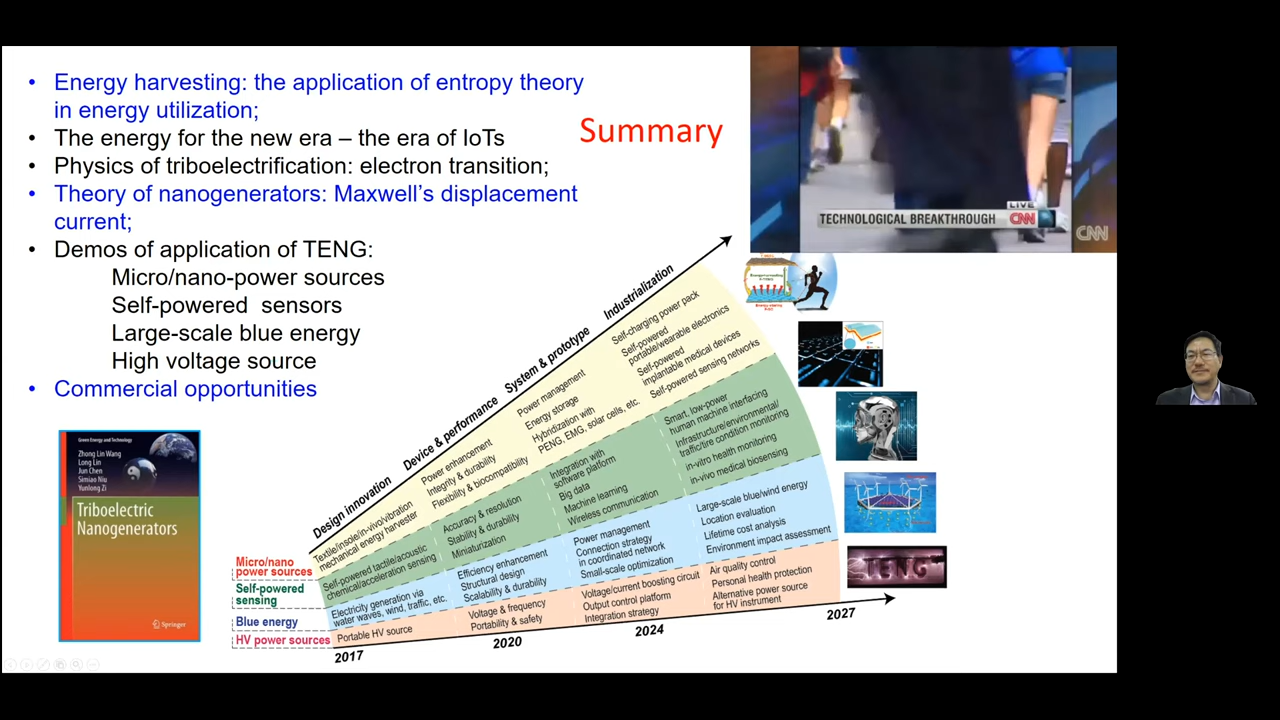 • Energy harvesting: the application of entropy theory
in energy utilization;
• The energy for the new era – the era of IoTs
• Physics of triboelectrification: electron transition;
• Theory of nanogenerators: Maxwell's displacement
current;
• Demos of application of TENG:
Micro/nano-power sources
Self-powered sensors
Large-scale blue energy
High voltage source
• Commercial opportunities
Summary
LIVE
TECHNOLOGICAL BREAKTHROUGH CNN
CNN
Green Energy and Technology
Zhong Lin Wang
Long Lin
Jun Chen
Simiao Niu
Yunlong Zi
Triboelectric
Nanogenerators
Springer
Design innovation
Device & performance
System & prototype
Industrialization
Micro/nano
power sources
Textile/insole/in-vivo/vibration
mechanical energy harvester
Power enhancement
Integrity & durability
Flexibility & biocompatibility
Power management
Energy storage
Hybridization with
PENG, EMG, solar cells, etc.
Self-charging power pack
Self-powered
portable/wearable electronics
Self-powered
implantable medical devices
Self-powered sensing networks
Self-powered
sensing
Self-powered tactile/acoustic
chemical/acceleration sensing
Accuracy & resolution
Stability & durability
Miniaturization
Integration with
software platform
Big data
Machine learning
Wireless communication
Smart, low-power
human machine interfacing
Infrastructure/environmental/
traffic/tire condition monitoring
in-vitro health monitoring
in-vivo medical biosensing
Blue energy
Electricity generation via
water waves, wind, traffic, etc.
Efficiency enhancement
Structural design
Scalability & durability
Power management
Connection strategy
in coordinated network
Small-scale optimization
Large-scale blue/wind energy
Location evaluation
Lifetime cost analysis
Environment impact assessment
HV power sources
Portable HV source
Voltage & frequency
Portability & safety
Voltage/current boosting circuit
Output control platform
Integration strategy
Air quality control
Personal health protection
Alternative power source
for HV instrument
2017
2020
2024
2027
TENG